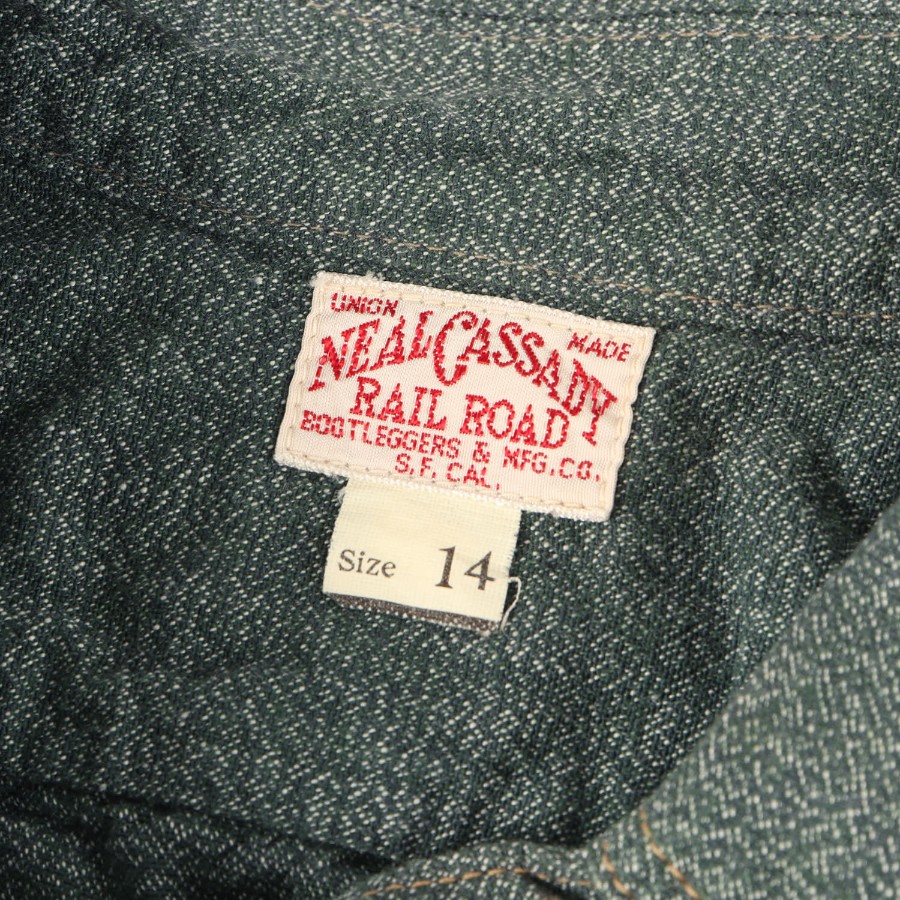 UNION MADE
NEAL CASSADY
RAIL ROAD
BOOTLEGGERS & MFG.CO.
S.F. CAL.
Size 14